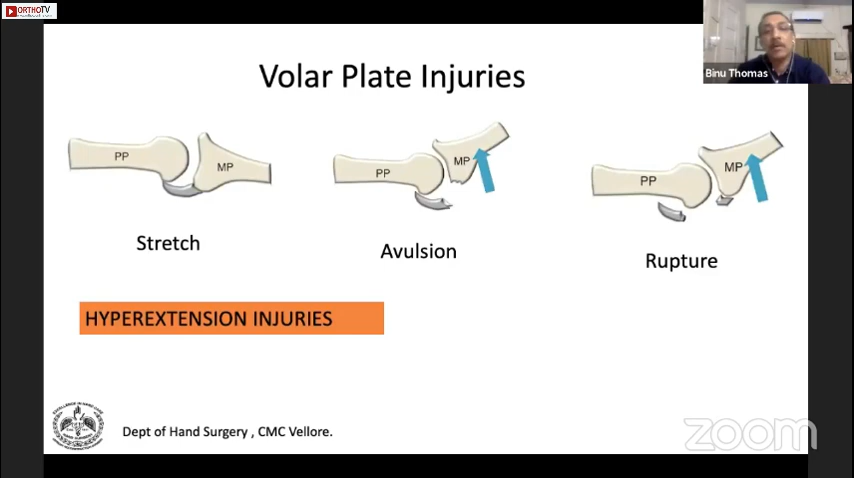 ORTHOTV
Binu Thomas
Volar Plate Injuries
PP
MP
PP
MP
PP
MP
Stretch
Avulsion
Rupture
HYPEREXTENSION INJURIES
Dept of Hand Surgery , CMC Vellore.
zoom